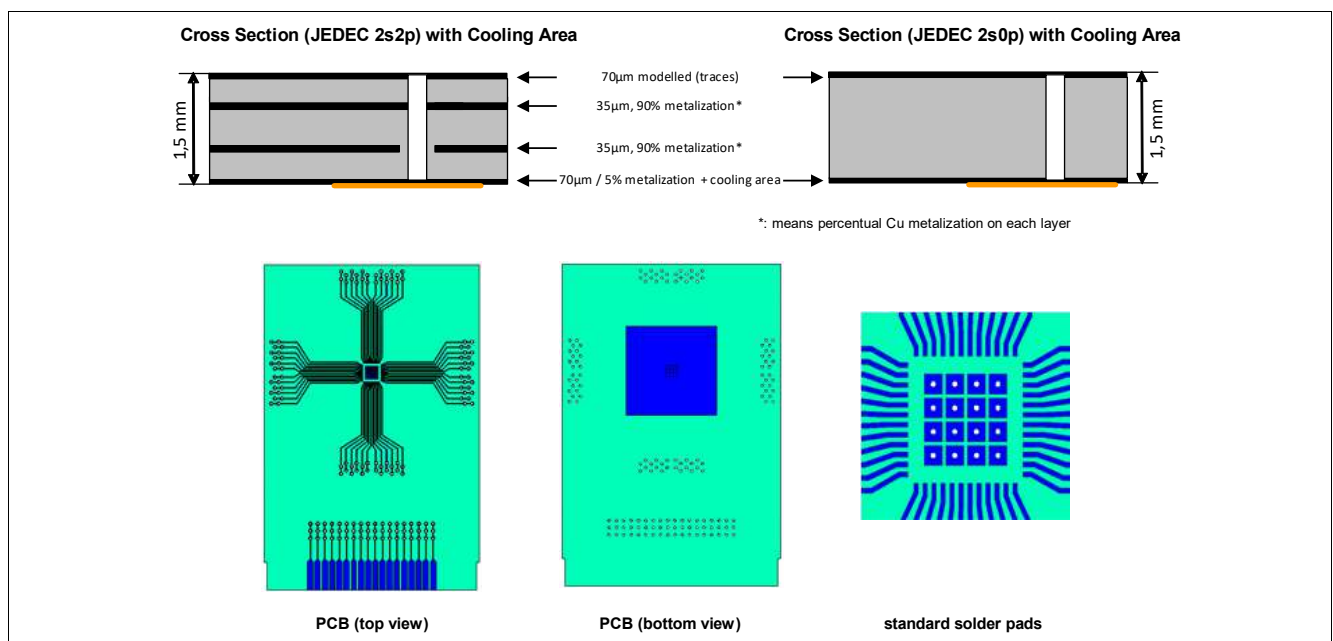 Cross Section (JEDEC 2s2p) with Cooling Area
Cross Section (JEDEC 2s0p) with Cooling Area
1,5 mm
70µm modelled (traces)
35µm, 90% metalization*
35µm, 90% metalization*
70µm / 5% metalization + cooling area
1,5 mm
*: means percentual Cu metalization on each layer
PCB (top view)
PCB (bottom view)
standard solder pads